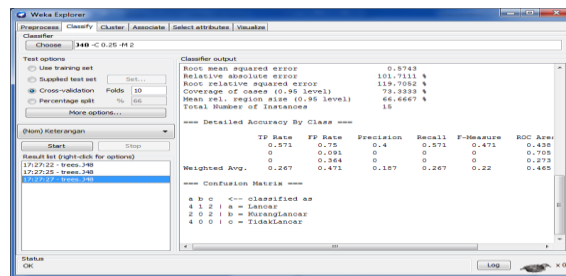 Weka Explorer
Preprocess Classify Cluster Associate Select attributes Visualize
Classifier
Choose J48 -C 0.25 -M 2
Test options
Use training set
Supplied test set Set...
Cross-validation Folds 10
Percentage split % 66
More options...
(Nom) Keterangan
Start Stop
Result list (right-click for options)
17:27:22 - trees.J48
17:27:25 - trees.J48
17:27:27 - trees.J48
Classifier output
Root mean squared error 0.5743
Relative absolute error 101.7111 %
Root relative squared error 119.7052 %
Coverage of cases (0.95 level) 73.3333 %
Mean rel. region size (0.95 level) 66.6667 %
Total Number of Instances 15
=== Detailed Accuracy By Class ===
TP Rate FP Rate Precision Recall F-Measure ROC Area
0.571 0.75 0.4 0.571 0.471 0.438
0 0.091 0 0 0 0.705
0 0.364 0 0 0 0.273
Weighted Avg. 0.267 0.471 0.187 0.267 0.22 0.465
=== Confusion Matrix ===
a b c <-- classified as
4 1 2 | a = Lancar
2 0 2 | b = KurangLancar
4 0 0 | c = TidakLancar
Status
OK
Log
x 0